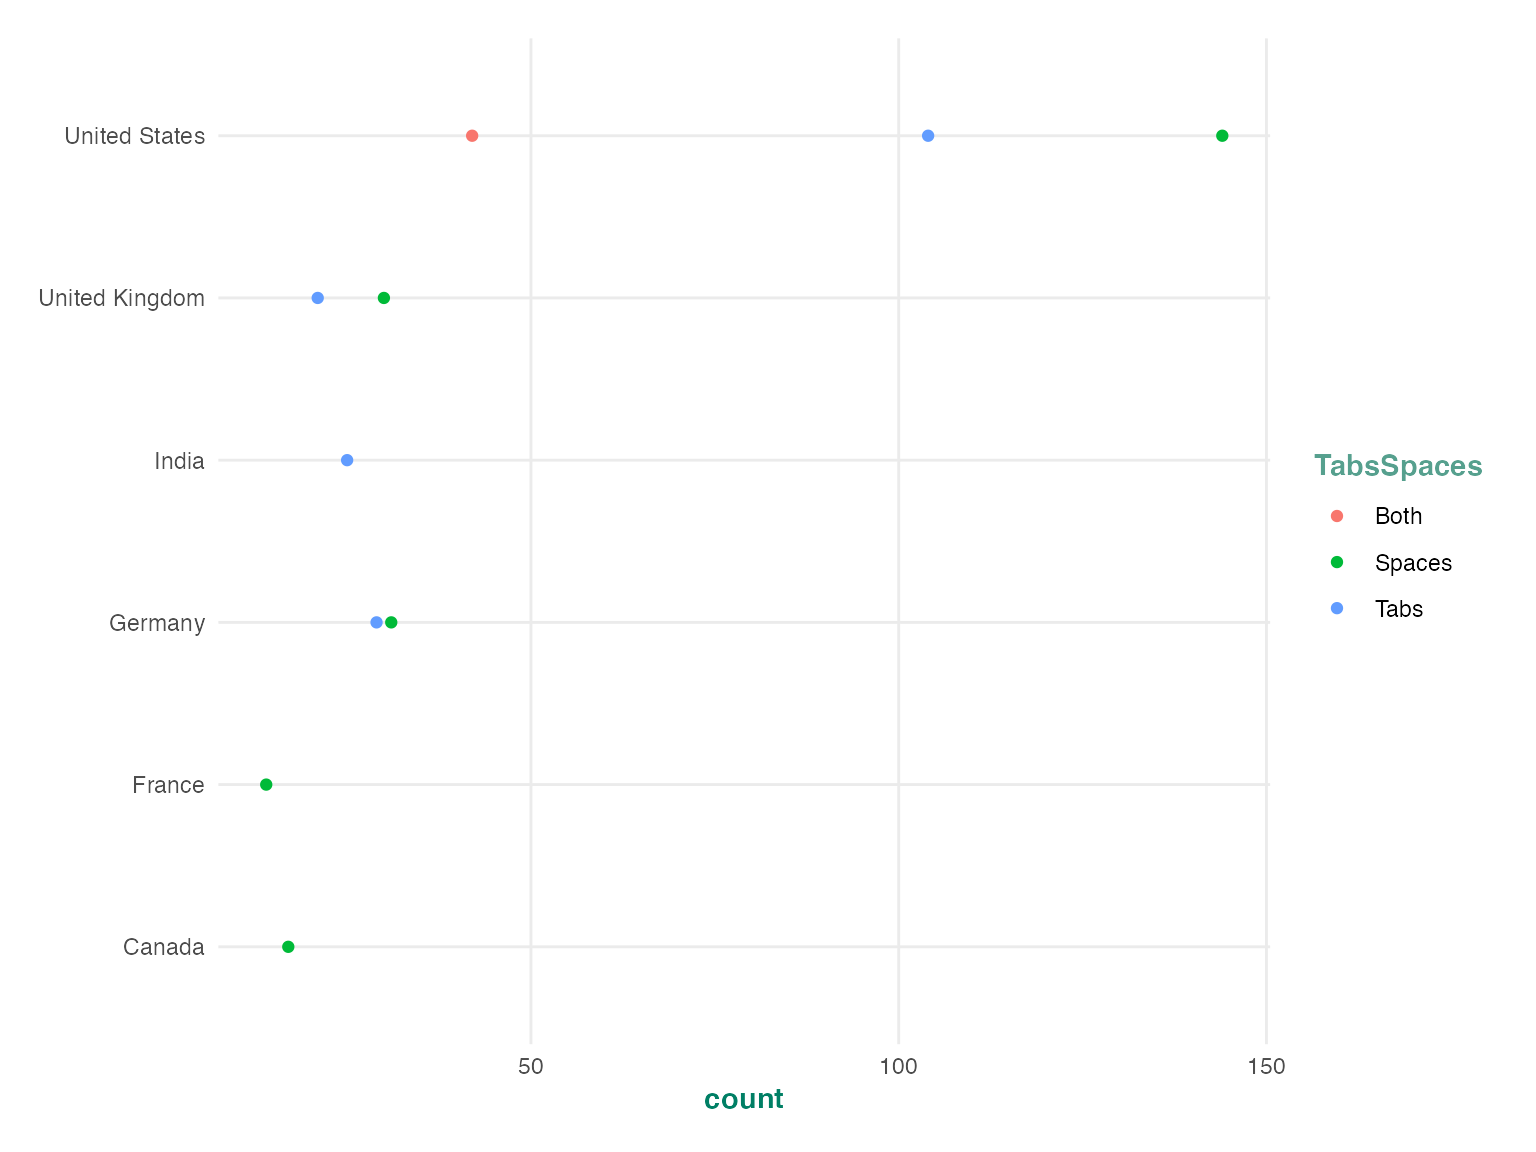 United States
United Kingdom
India
Germany
France
Canada
50 100 150
count
TabsSpaces
Both
Spaces
Tabs